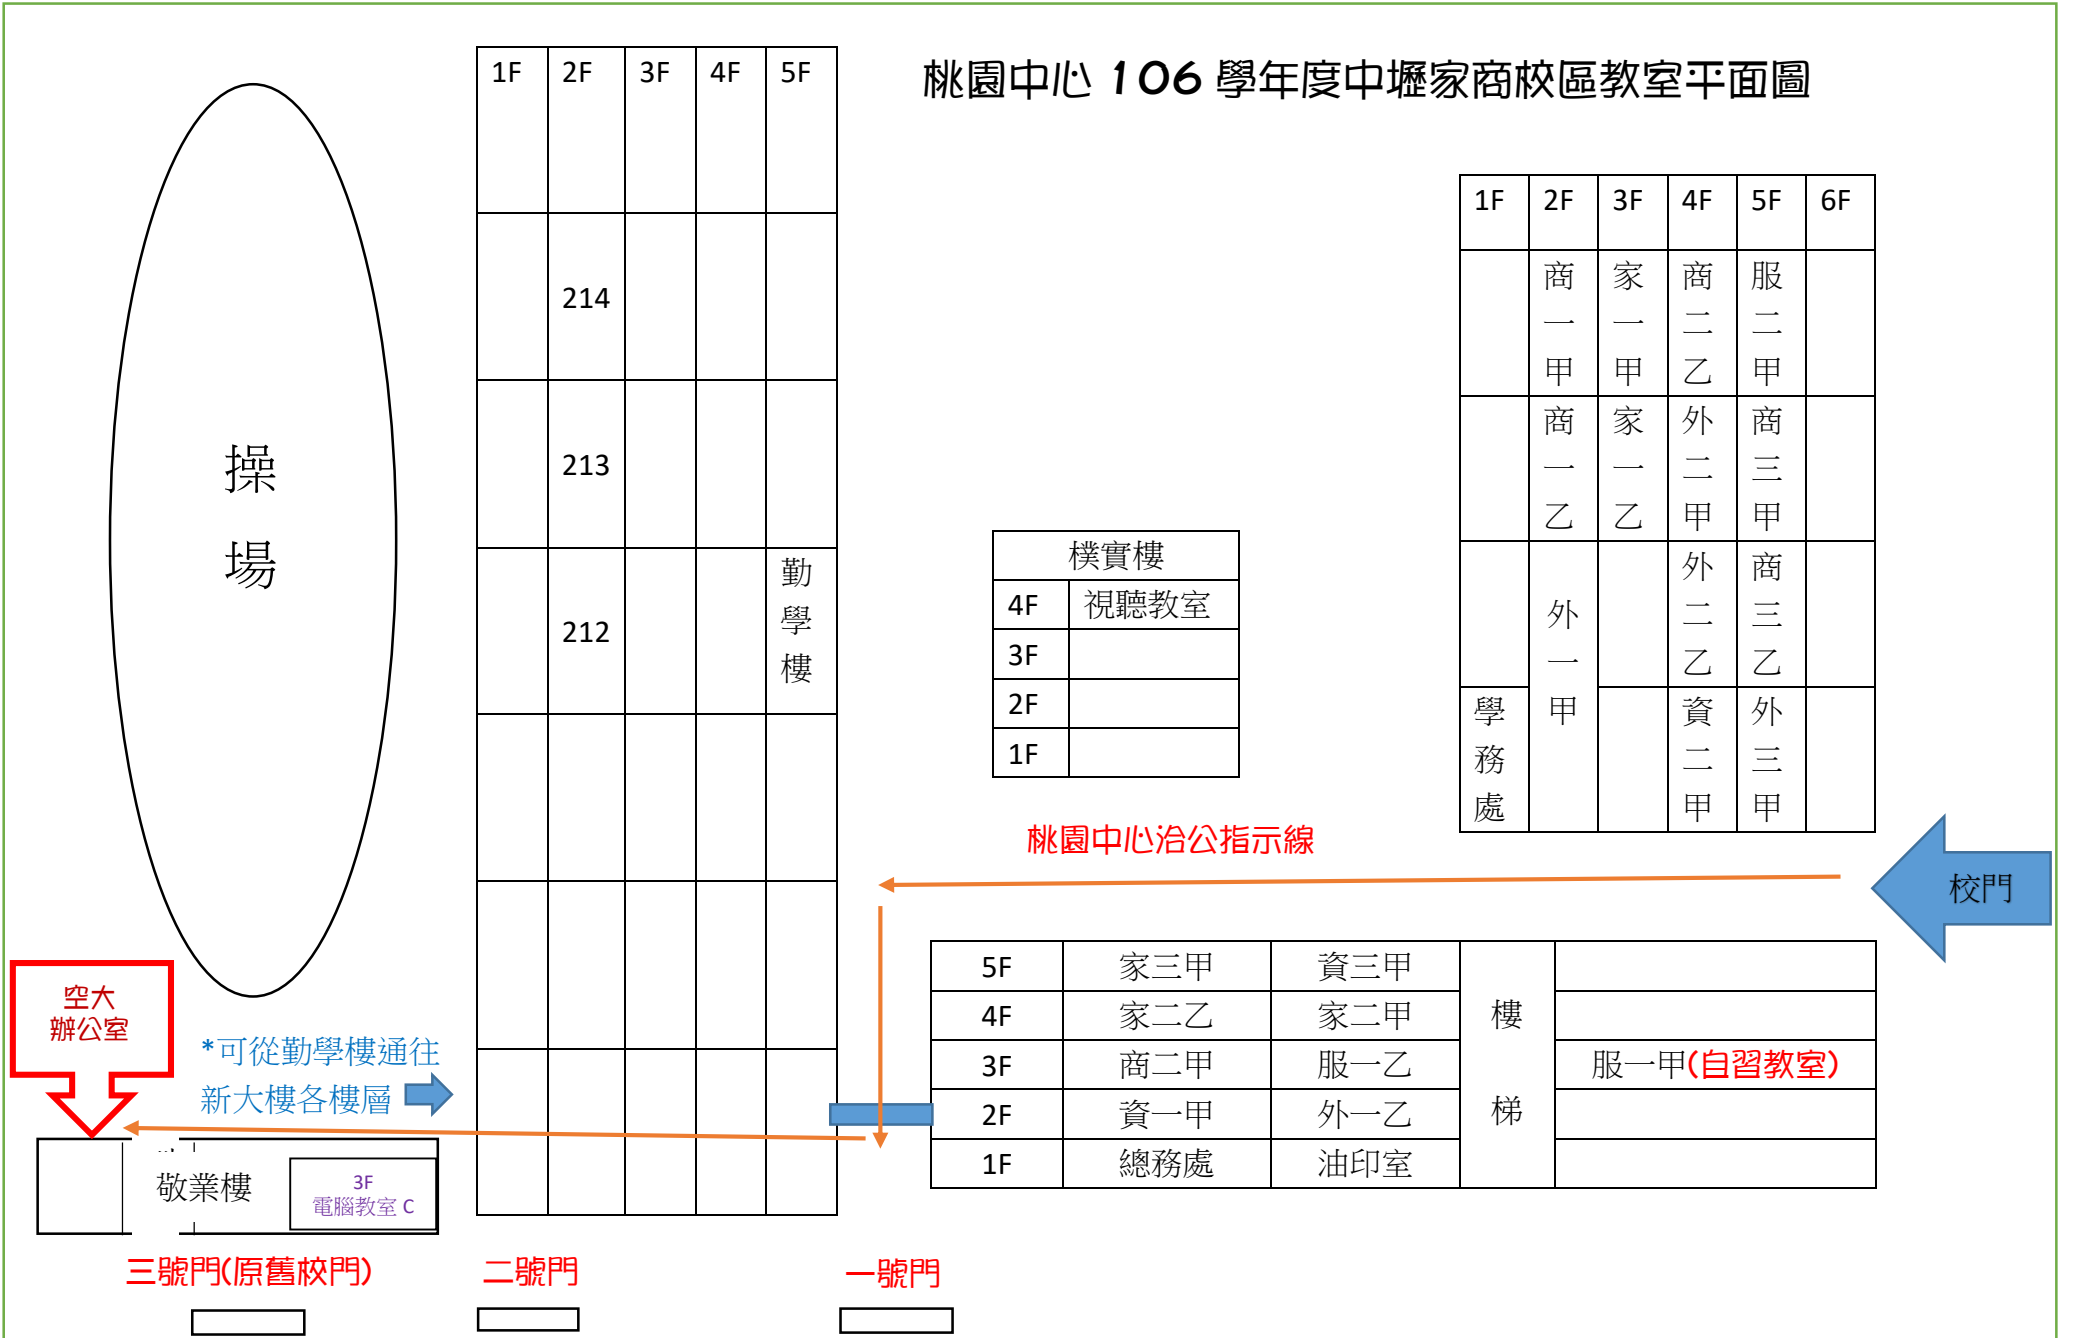 桃園中心 106 學年度中壢家商校區教室平面圖
1F 2F 3F 4F 5F
214
213
212
勤學樓
操場
1F 2F 3F 4F 5F 6F
商一甲 家一甲 商二乙 服二甲
商一乙 家一乙 外二甲 商三甲
外一甲 外二乙 商三乙
學務處 資二甲 外三甲
樸實樓
4F 視聽教室
3F
2F
1F
桃園中心洽公指示線
校門
5F 家三甲 資三甲
4F 家二乙 家二甲
3F 商二甲 服一乙 服一甲(自習教室)
2F 資一甲 外一乙
1F 總務處 油印室
樓梯
空大
辦公室
*可從勤學樓通往
新大樓各樓層
敬業樓
3F
電腦教室 C
三號門(原舊校門)
二號門
一號門